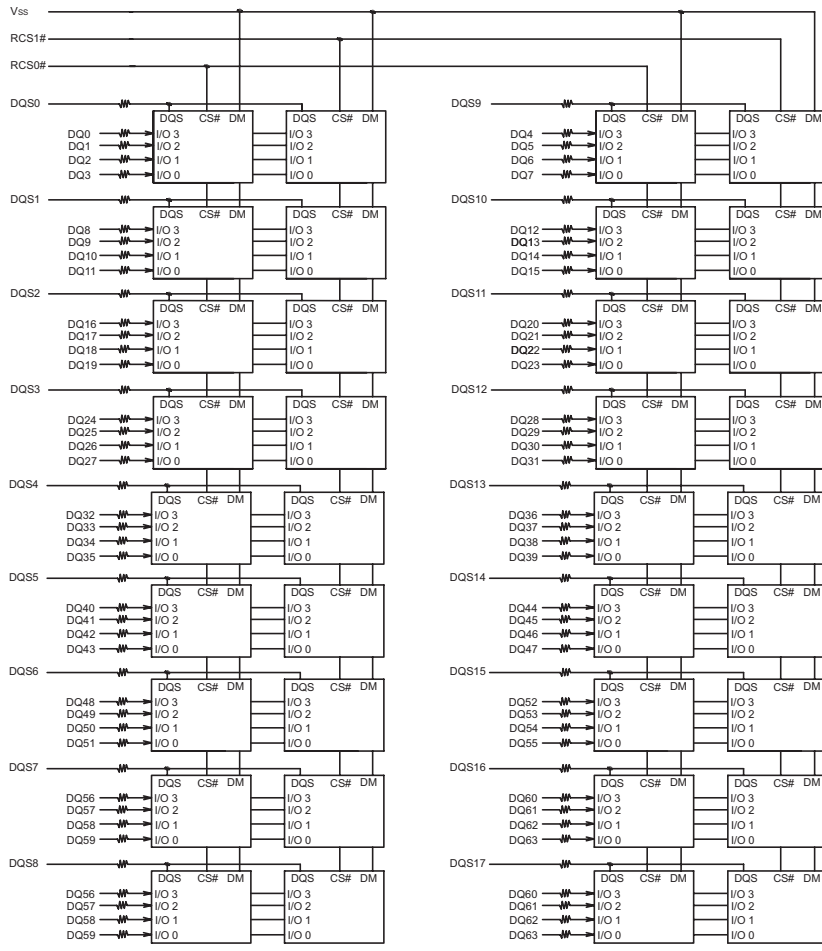 Vss
RCS1#
RCS0#
DQS0
DQS CS# DM DQS CS# DM
DQ0 I/O 3 I/O 3
DQ1 I/O 2 I/O 2
DQ2 I/O 1 I/O 1
DQ3 I/O 0 I/O 0
DQS1
DQS CS# DM DQS CS# DM
DQ8 I/O 3 I/O 3
DQ9 I/O 2 I/O 2
DQ10 I/O 1 I/O 1
DQ11 I/O 0 I/O 0
DQS2
DQS CS# DM DQS CS# DM
DQ16 I/O 3 I/O 3
DQ17 I/O 2 I/O 2
DQ18 I/O 1 I/O 1
DQ19 I/O 0 I/O 0
DQS3
DQS CS# DM DQS CS# DM
DQ24 I/O 3 I/O 3
DQ25 I/O 2 I/O 2
DQ26 I/O 1 I/O 1
DQ27 I/O 0 I/O 0
DQS4
DQS CS# DM DQS CS# DM
DQ32 I/O 3 I/O 3
DQ33 I/O 2 I/O 2
DQ34 I/O 1 I/O 1
DQ35 I/O 0 I/O 0
DQS5
DQS CS# DM DQS CS# DM
DQ40 I/O 3 I/O 3
DQ41 I/O 2 I/O 2
DQ42 I/O 1 I/O 1
DQ43 I/O 0 I/O 0
DQS6
DQS CS# DM DQS CS# DM
DQ48 I/O 3 I/O 3
DQ49 I/O 2 I/O 2
DQ50 I/O 1 I/O 1
DQ51 I/O 0 I/O 0
DQS7
DQS CS# DM DQS CS# DM
DQ56 I/O 3 I/O 3
DQ57 I/O 2 I/O 2
DQ58 I/O 1 I/O 1
DQ59 I/O 0 I/O 0
DQS8
DQS CS# DM DQS CS# DM
DQ56 I/O 3 I/O 3
DQ57 I/O 2 I/O 2
DQ58 I/O 1 I/O 1
DQ59 I/O 0 I/O 0
DQS9
DQS CS# DM DQS CS# DM
DQ4 I/O 3 I/O 3
DQ5 I/O 2 I/O 2
DQ6 I/O 1 I/O 1
DQ7 I/O 0 I/O 0
DQS10
DQS CS# DM DQS CS# DM
DQ12 I/O 3 I/O 3
DQ13 I/O 2 I/O 2
DQ14 I/O 1 I/O 1
DQ15 I/O 0 I/O 0
DQS11
DQS CS# DM DQS CS# DM
DQ20 I/O 3 I/O 3
DQ21 I/O 2 I/O 2
DQ22 I/O 1 I/O 1
DQ23 I/O 0 I/O 0
DQS12
DQS CS# DM DQS CS# DM
DQ28 I/O 3 I/O 3
DQ29 I/O 2 I/O 2
DQ30 I/O 1 I/O 1
DQ31 I/O 0 I/O 0
DQS13
DQS CS# DM DQS CS# DM
DQ36 I/O 3 I/O 3
DQ37 I/O 2 I/O 2
DQ38 I/O 1 I/O 1
DQ39 I/O 0 I/O 0
DQS14
DQS CS# DM DQS CS# DM
DQ44 I/O 3 I/O 3
DQ45 I/O 2 I/O 2
DQ46 I/O 1 I/O 1
DQ47 I/O 0 I/O 0
DQS15
DQS CS# DM DQS CS# DM
DQ52 I/O 3 I/O 3
DQ53 I/O 2 I/O 2
DQ54 I/O 1 I/O 1
DQ55 I/O 0 I/O 0
DQS16
DQS CS# DM DQS CS# DM
DQ60 I/O 3 I/O 3
DQ61 I/O 2 I/O 2
DQ62 I/O 1 I/O 1
DQ63 I/O 0 I/O 0
DQS17
DQS CS# DM DQS CS# DM
DQ60 I/O 3 I/O 3
DQ61 I/O 2 I/O 2
DQ62 I/O 1 I/O 1
DQ63 I/O 0 I/O 0